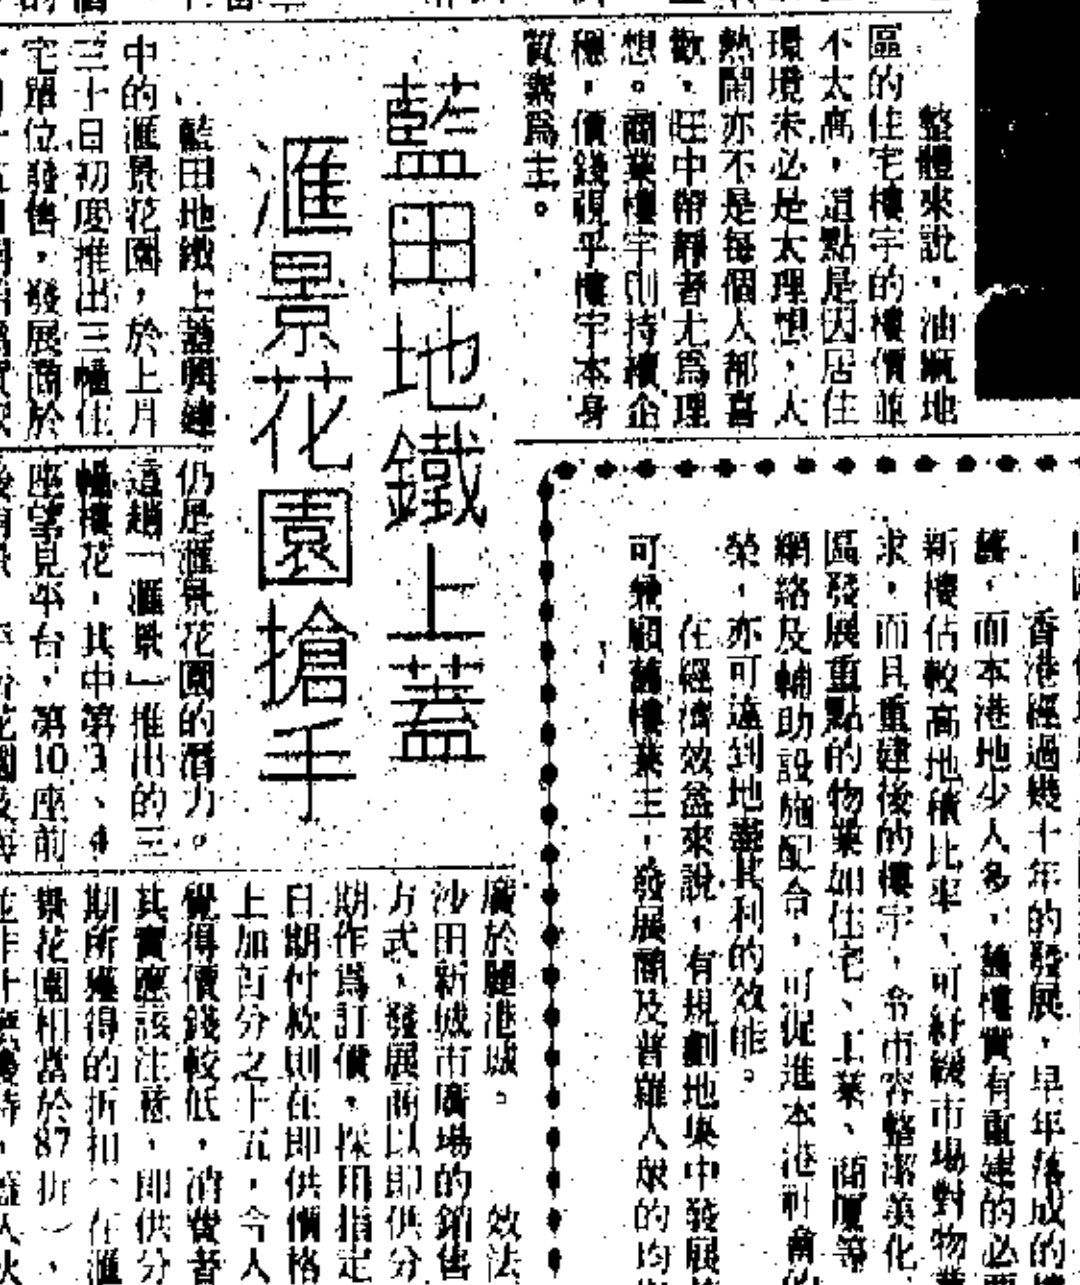 整體來說，油麻地
區的住宅樓宇的樓價並
不太高，這點是因居住
環境未必是太理想，人
熱鬧亦不是每個人都喜
歡，旺中帶靜者尤爲理
想。商業樓宇則持續企
穩，價錢視乎樓宇本身
質素爲主。
藍田地鐵上蓋
滙景花園搶手
藍田地鐵上蓋興建
中的滙景花園，於上月
三十日初度推出三幢住
宅單位發售，發展商於
仍是滙景花園的潛力。
這趟「滙景」推出的三
幢樓花，其中第3、4
座望見平台，第10座前
香港經過幾十年的發展，早年落成的
舊，而本港地少人多，舊樓實有重建的必
新樓佔較高地積比率，可紓緩市場對物業
求，而且重建後的樓宇，令市容整潔美化
區發展重點的物業如住宅、工業、商厦等
網絡及輔助設施配合，可促進本港社會的
榮，亦可達到地盡其利的效能。
在經濟效益來說，有規劃地集中發展
可兼顧舊樓業主，發展商及普羅大眾的均
廣於麗港城。 效法
沙田新城市廣場的銷售
方式，發展商以即供分
期作爲訂價，採用指定
日期付款則在即供價格
上加百分之十五，令人
覺得價錢較低，消費者
其實應該注意，即供分
期所獲得的折扣（在滙
景花園相當於87折），